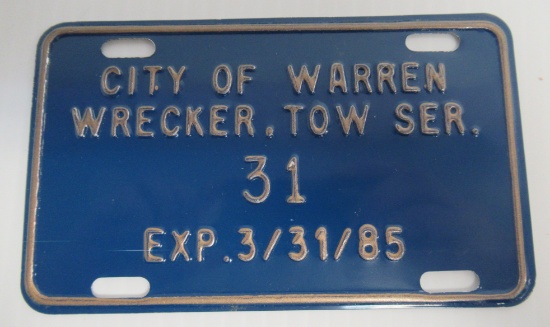 CITY OF WARREN
WRECKER. TOW SER.
31
EXP. 3/31/85